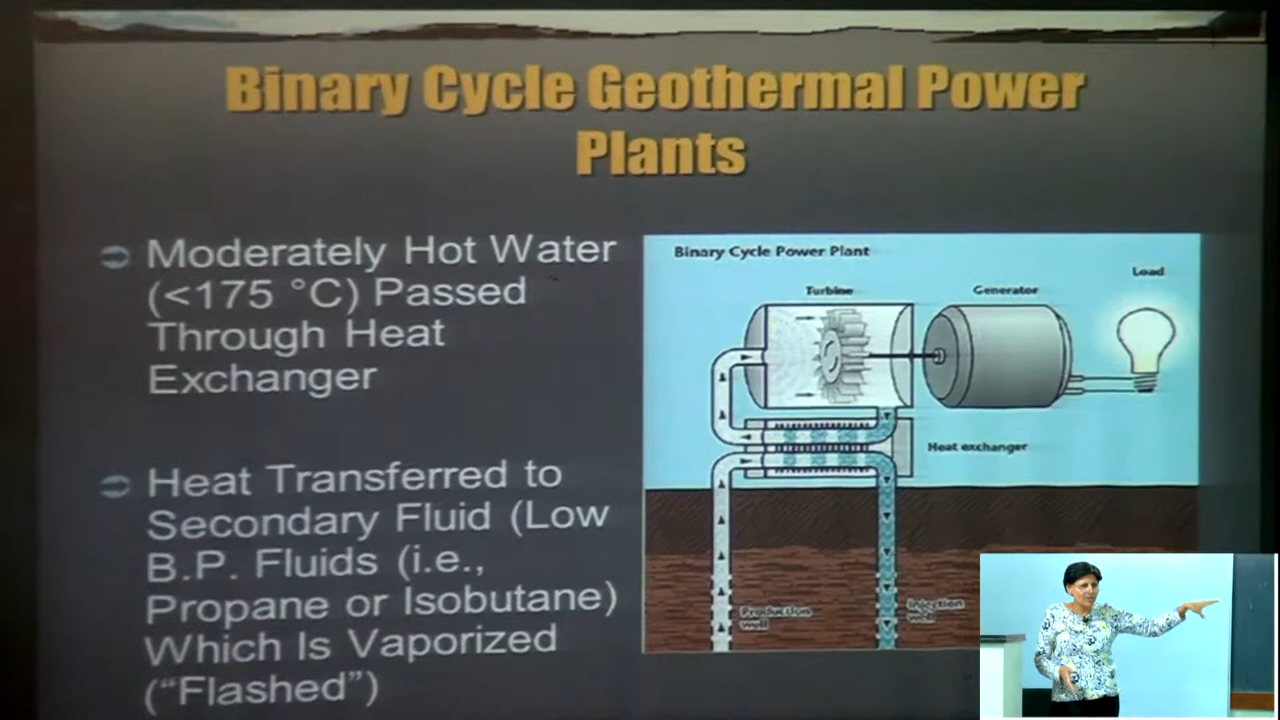 Binary Cycle Geothermal Power
Plants
Moderately Hot Water
(<175 °C) Passed
Through Heat
Exchanger
Heat Transferred to
Secondary Fluid (Low
B.P. Fluids (i.e.,
Propane or Isobutane)
Which Is Vaporized
("Flashed")
Binary Cycle Power Plant
Load
Turbine
Generator
Heat exchanger
Production
well
Injection
well